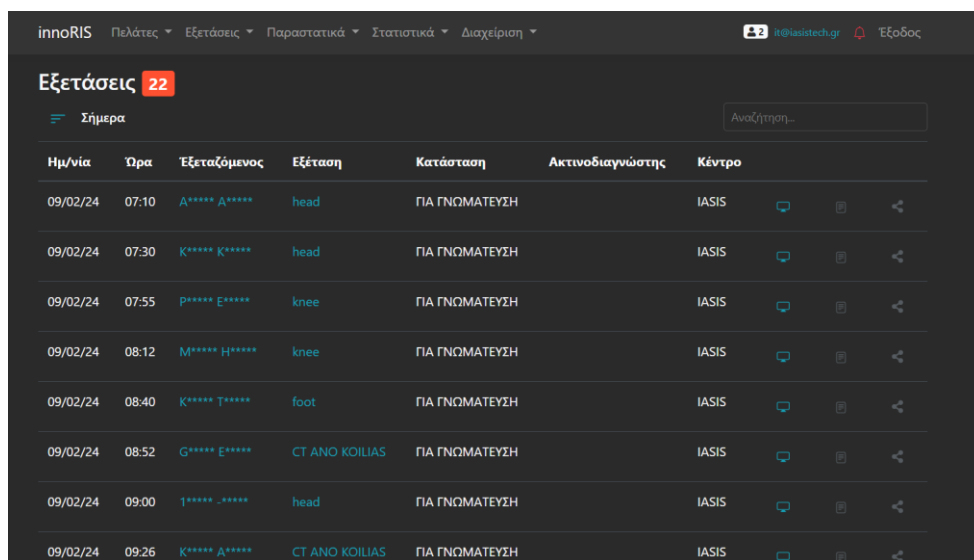 innoRIS Πελάτες Εξετάσεις Παραστατικά Στατιστικά Διαχείριση 2 it@iasistech.gr Έξοδος
Εξετάσεις 22
Σήμερα Αναζήτηση...
Ημ/νία Ώρα Έξεταζόμενος Εξέταση Κατάσταση Ακτινοδιαγνώστης Κέντρο
09/02/24 07:10 A***** A***** head ΓΙΑ ΓΝΩΜΑΤΕΥΣΗ IASIS
09/02/24 07:30 K***** K***** head ΓΙΑ ΓΝΩΜΑΤΕΥΣΗ IASIS
09/02/24 07:55 P***** E***** knee ΓΙΑ ΓΝΩΜΑΤΕΥΣΗ IASIS
09/02/24 08:12 M***** H***** knee ΓΙΑ ΓΝΩΜΑΤΕΥΣΗ IASIS
09/02/24 08:40 K***** T***** foot ΓΙΑ ΓΝΩΜΑΤΕΥΣΗ IASIS
09/02/24 08:52 G***** E***** CT ANO KOILIAS ΓΙΑ ΓΝΩΜΑΤΕΥΣΗ IASIS
09/02/24 09:00 1***** -***** head ΓΙΑ ΓΝΩΜΑΤΕΥΣΗ IASIS
09/02/24 09:26 K***** A***** CT ANO KOILIAS ΓΙΑ ΓΝΩΜΑΤΕΥΣΗ IASIS